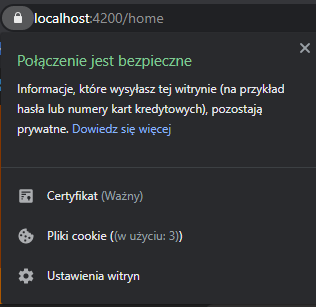 localhost:4200/home
Połączenie jest bezpieczne
Informacje, które wysyłasz tej witrynie (na przykład
hasła lub numery kart kredytowych), pozostają
prywatne. Dowiedz się więcej
Certyfikat (Ważny)
Pliki cookie ((w użyciu: 3))
Ustawienia witryn